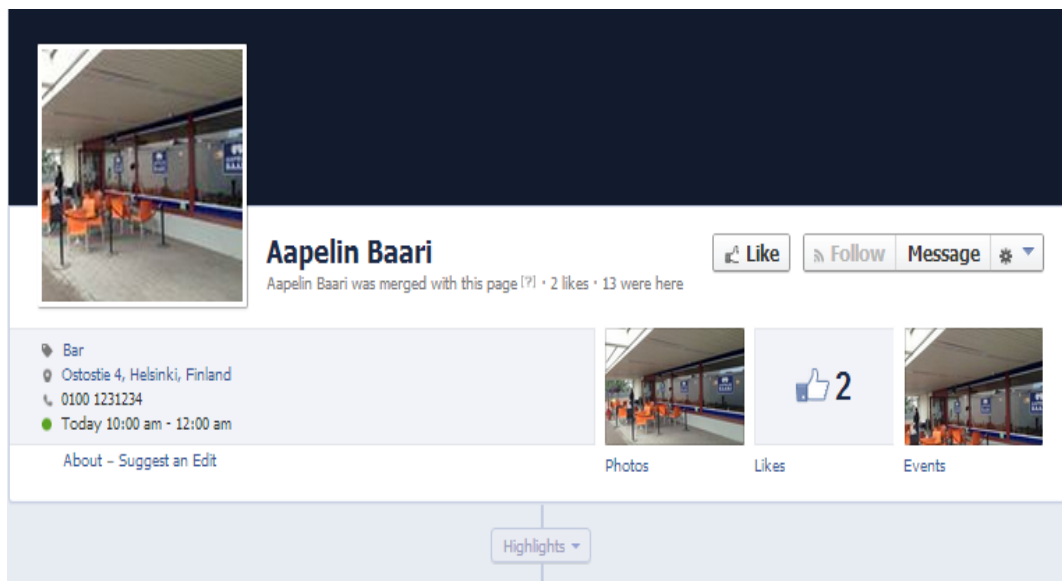 Aapelin Baari
Aapelin Baari was merged with this page [?] · 2 likes · 13 were here
Like
Follow
Message
Bar
Ostostie 4, Helsinki, Finland
0100 1231234
Today 10:00 am - 12:00 am
About – Suggest an Edit
2
Photos
Likes
Events
Highlights